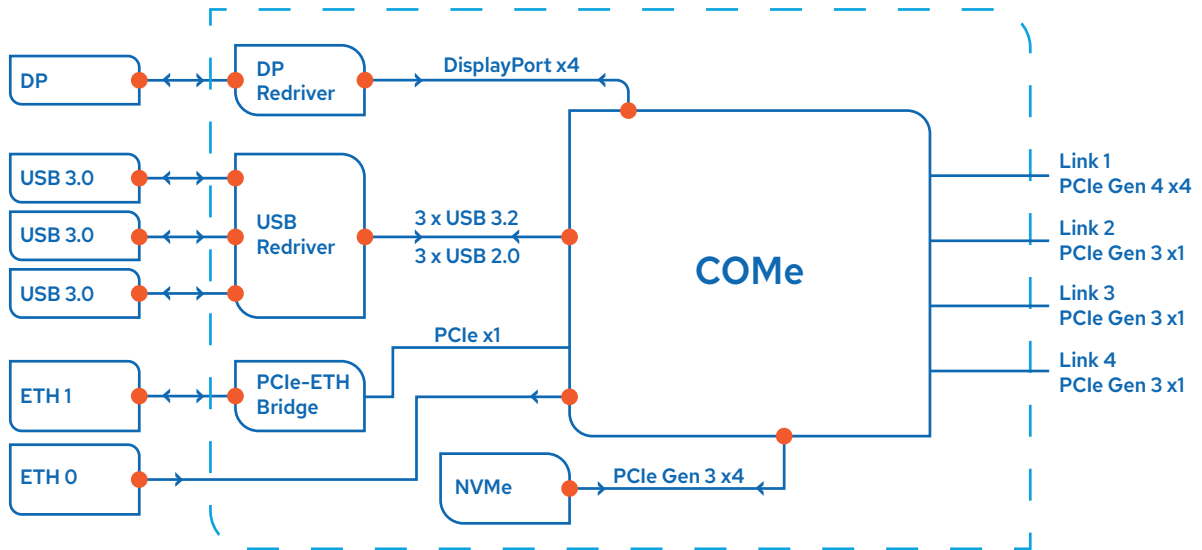 DP
DP
Redriver
DisplayPort x4
USB 3.0
USB 3.0
USB 3.0
USB
Redriver
3 x USB 3.2
3 x USB 2.0
COMe
Link 1
PCIe Gen 4 x4
Link 2
PCIe Gen 3 x1
Link 3
PCIe Gen 3 x1
Link 4
PCIe Gen 3 x1
PCIe x1
ETH 1
PCIe-ETH
Bridge
ETH 0
NVMe
PCIe Gen 3 x4